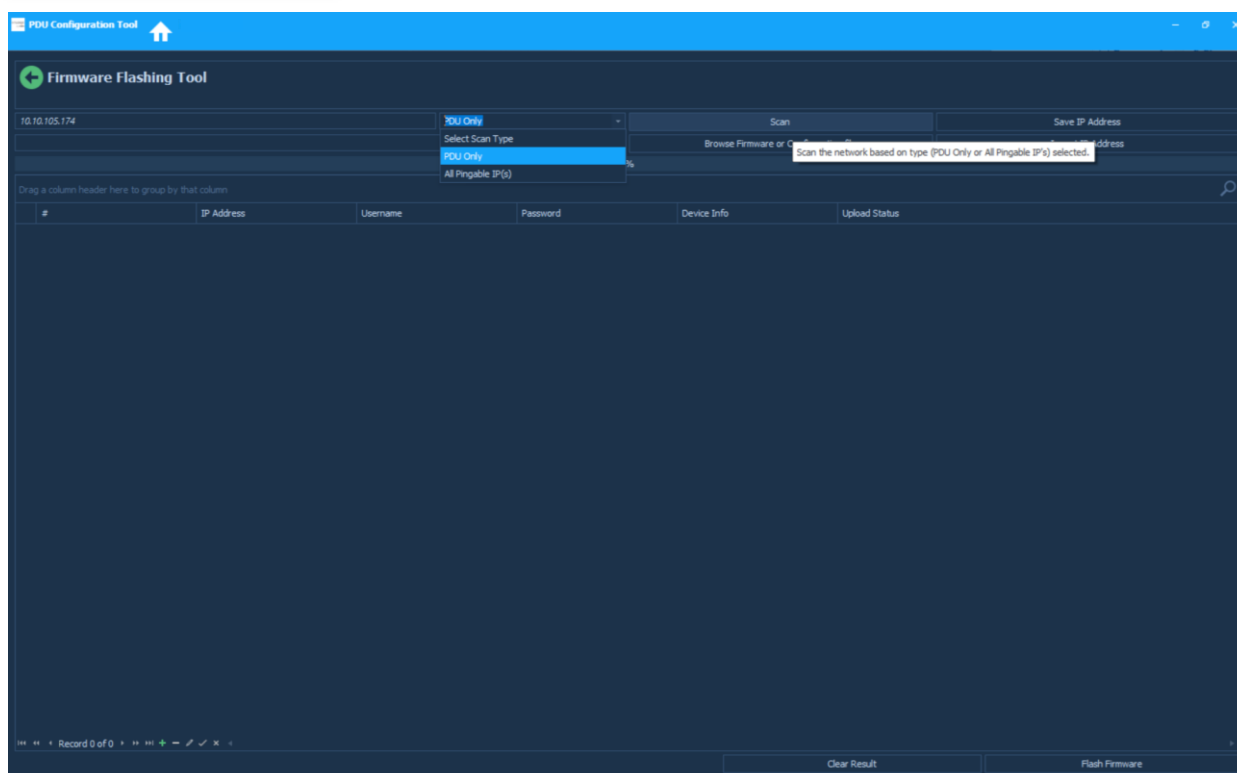 PDU Configuration Tool
Firmware Flashing Tool
10.10.105.174
PDU Only
Scan
Save IP Address
Select Scan Type
Browse Firmware or
Address
PDU Only
%
Scan the network based on type (PDU Only or All Pingable IP's) selected.
All Pingable IP(s)
Drag a column header here to group by that column
# IP Address Username Password Device Info Upload Status
Record 0 of 0
Clear Result
Flash Firmware